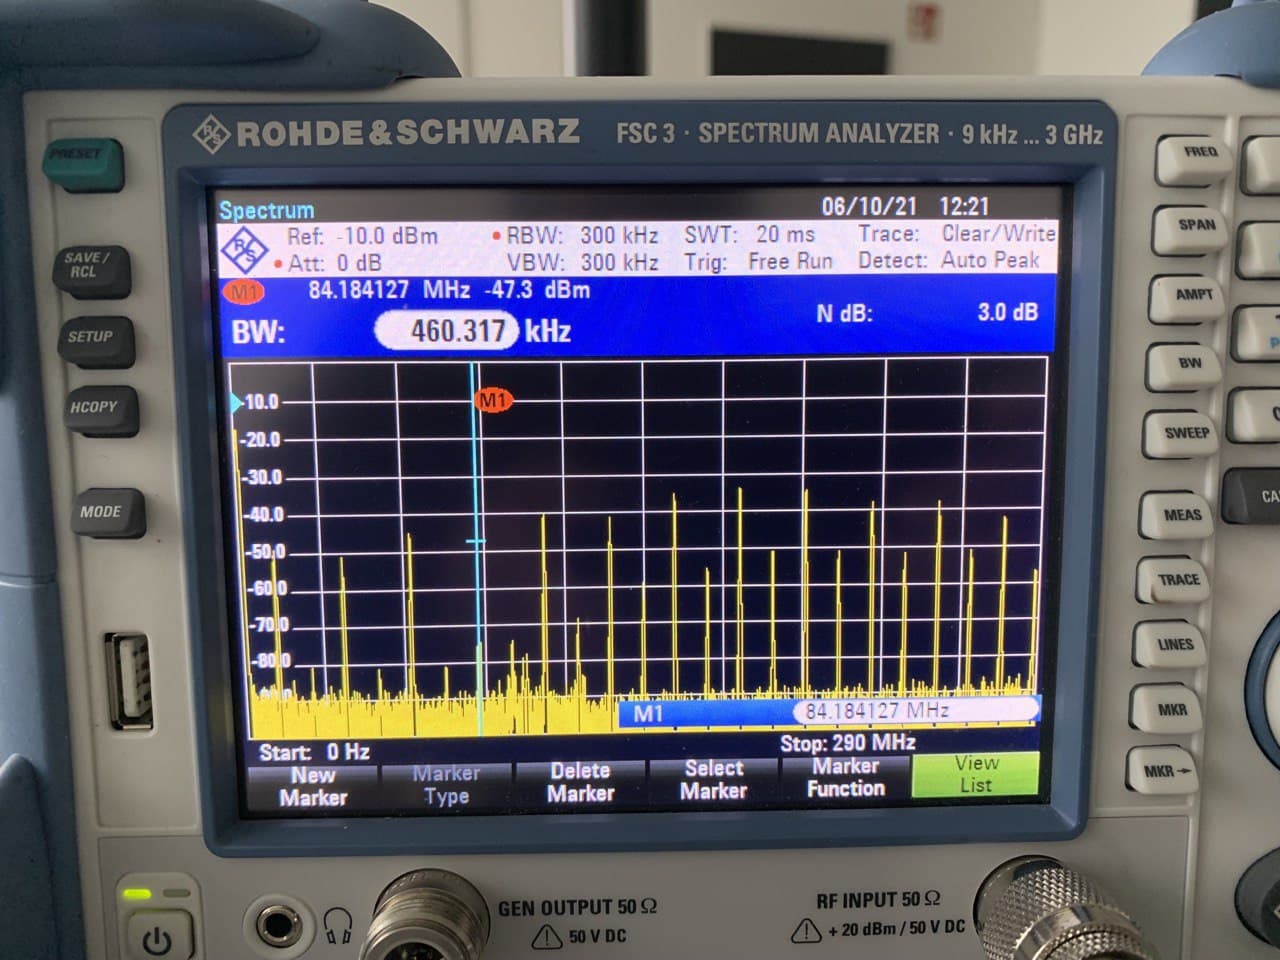 ROHDE&SCHWARZ FSC 3 · SPECTRUM ANALYZER · 9 kHz ... 3 GHz
PRESET
SAVE /
RCL
SETUP
HCOPY
MODE
Spectrum 06/10/21 12:21
Ref: -10.0 dBm • RBW: 300 kHz SWT: 20 ms Trace: Clear/Write
• Att: 0 dB VBW: 300 kHz Trig: Free Run Detect: Auto Peak
M1 84.184127 MHz -47.3 dBm
BW: 460.317 kHz N dB: 3.0 dB
M1
-10.0
-20.0
-30.0
-40.0
-50.0
-60.0
-70.0
-80.0
M1 84.184127 MHz
Start: 0 Hz Stop: 290 MHz
New
Marker
Marker
Type
Delete
Marker
Select
Marker
Marker
Function
View
List
FREQ
SPAN
AMPT
BW
SWEEP
MEAS
TRACE
LINES
MKR
MKR→
GEN OUTPUT 50 Ω
50 V DC
RF INPUT 50 Ω
+ 20 dBm / 50 V DC